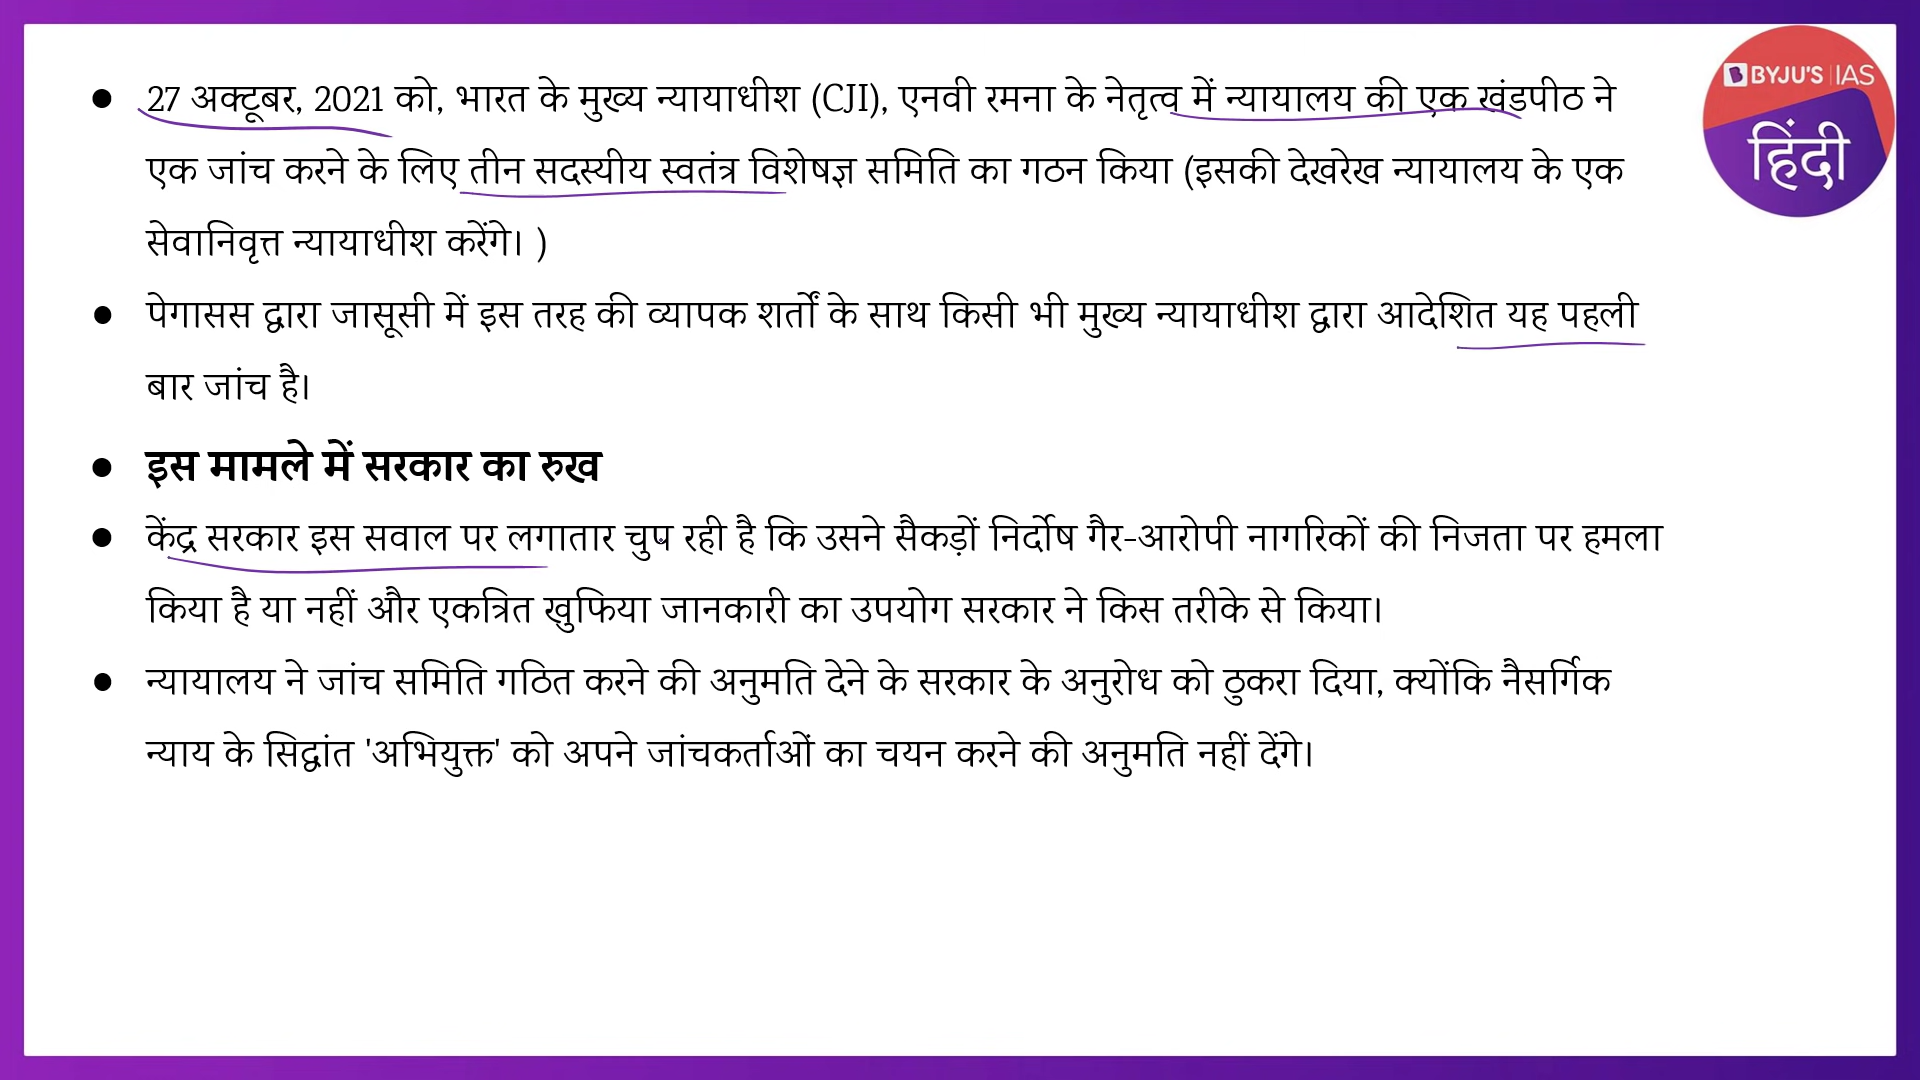 BYJU'S IAS
हिंदी
● 27 अक्टूबर, 2021 को, भारत के मुख्य न्यायाधीश (CJI), एनवी रमना के नेतृत्व में न्यायालय की एक खंडपीठ ने
एक जांच करने के लिए तीन सदस्यीय स्वतंत्र विशेषज्ञ समिति का गठन किया (इसकी देखरेख न्यायालय के एक
सेवानिवृत्त न्यायाधीश करेंगे। )
● पेगासस द्वारा जासूसी में इस तरह की व्यापक शर्तों के साथ किसी भी मुख्य न्यायाधीश द्वारा आदेशित यह पहली
बार जांच है।
● इस मामले में सरकार का रुख
● केंद्र सरकार इस सवाल पर लगातार चुप रही है कि उसने सैकड़ों निर्दोष गैर-आरोपी नागरिकों की निजता पर हमला
किया है या नहीं और एकत्रित खुफिया जानकारी का उपयोग सरकार ने किस तरीके से किया।
● न्यायालय ने जांच समिति गठित करने की अनुमति देने के सरकार के अनुरोध को ठुकरा दिया, क्योंकि नैसर्गिक
न्याय के सिद्वांत 'अभियुक्त' को अपने जांचकर्ताओं का चयन करने की अनुमति नहीं देंगे।